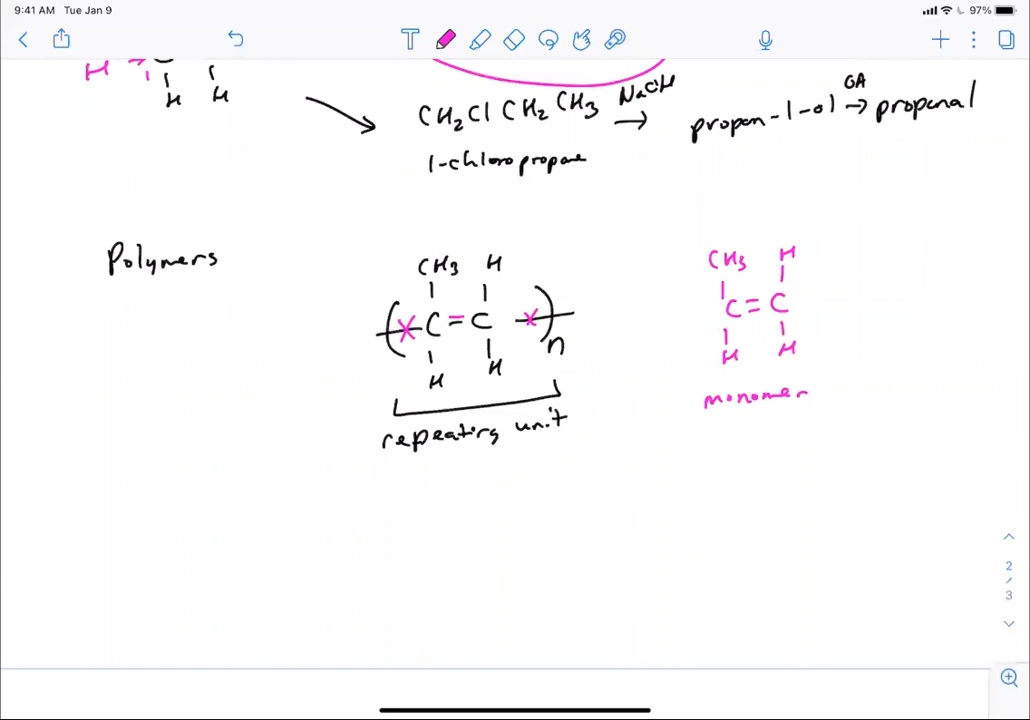 9:41 AM Tue Jan 9
97%
H
H H
CH₂Cl CH₂ CH₃ NaOH → propan-1-ol OA → propanal
1-chloropropane
Polymers
CH₃ H
( C = C ) n
H H
repeating unit
CH₃ H
C = C
H H
monomer
2
/
3